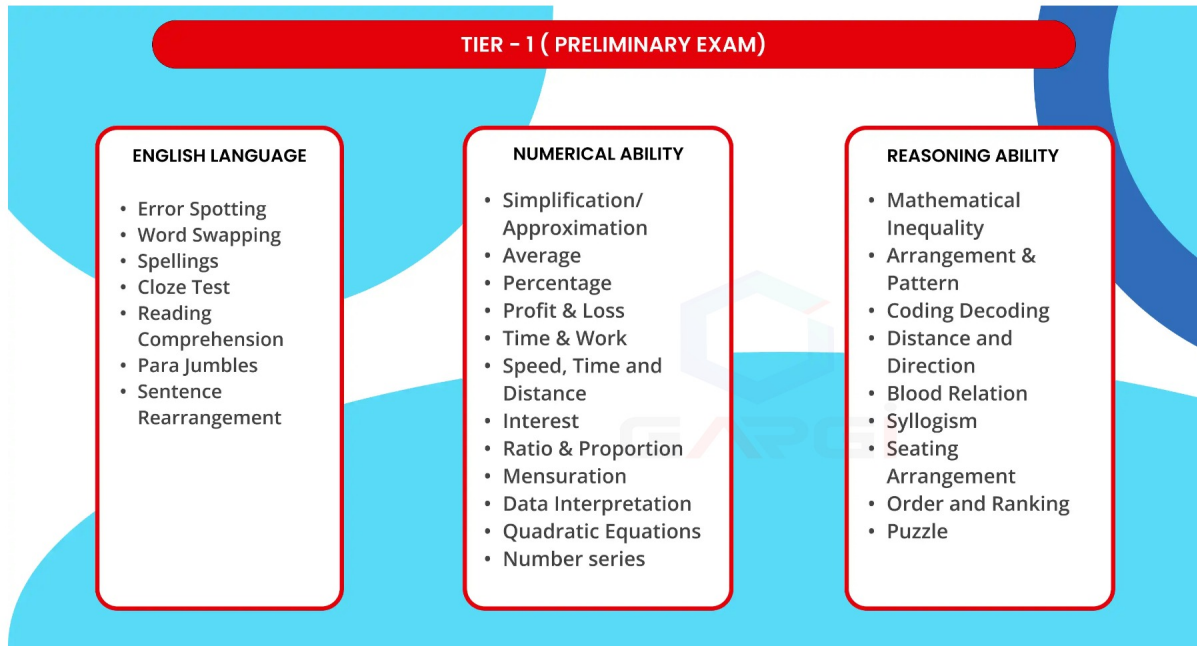 TIER - 1 ( PRELIMINARY EXAM)
ENGLISH LANGUAGE
• Error Spotting
• Word Swapping
• Spellings
• Cloze Test
• Reading
Comprehension
• Para Jumbles
• Sentence
Rearrangement
NUMERICAL ABILITY
• Simplification/
Approximation
• Average
• Percentage
• Profit & Loss
• Time & Work
• Speed, Time and
Distance
• Interest
• Ratio & Proportion
• Mensuration
• Data Interpretation
• Quadratic Equations
• Number series
REASONING ABILITY
• Mathematical
Inequality
• Arrangement &
Pattern
• Coding Decoding
• Distance and
Direction
• Blood Relation
• Syllogism
• Seating
Arrangement
• Order and Ranking
• Puzzle
GARGI